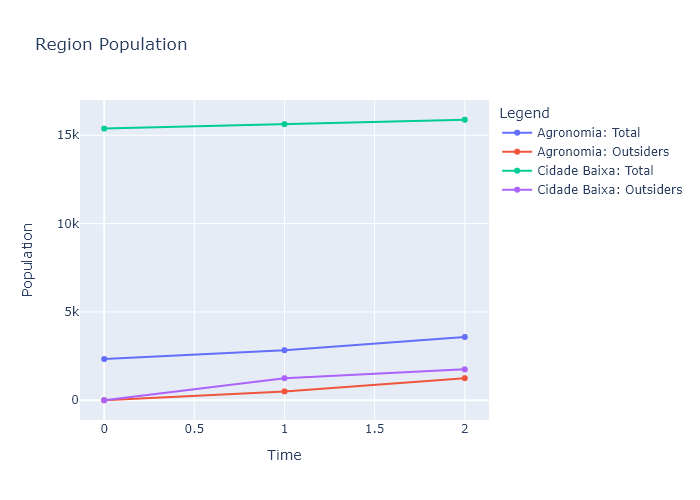 Region Population
Legend
Agronomia: Total
Agronomia: Outsiders
Cidade Baixa: Total
Cidade Baixa: Outsiders
15k
10k
5k
0
Population
0
0.5
1
1.5
2
Time